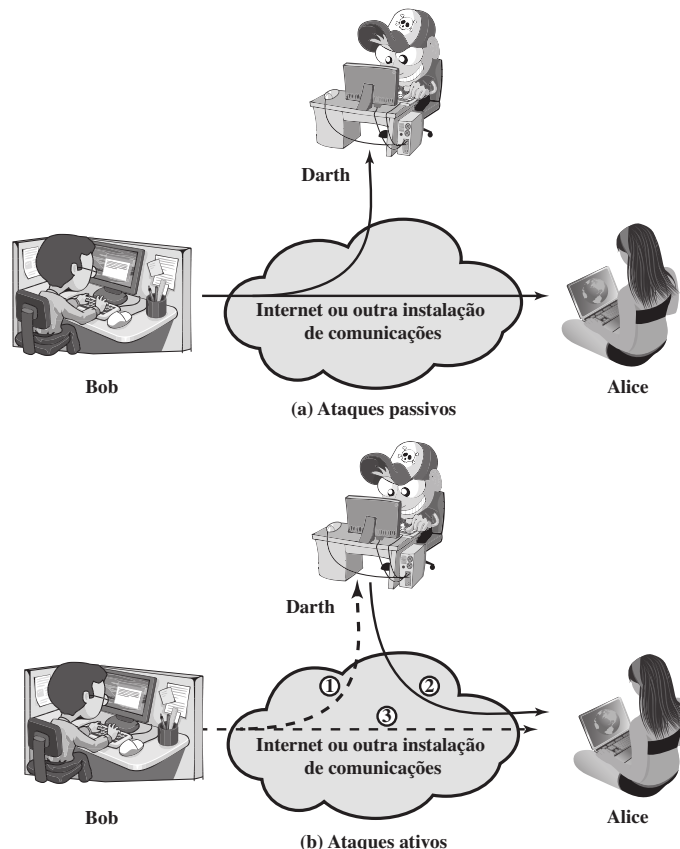 Darth
Internet ou outra instalação
de comunicações
Bob
Alice
(a) Ataques passivos
Darth
1
2
3
Internet ou outra instalação
de comunicações
Bob
Alice
(b) Ataques ativos